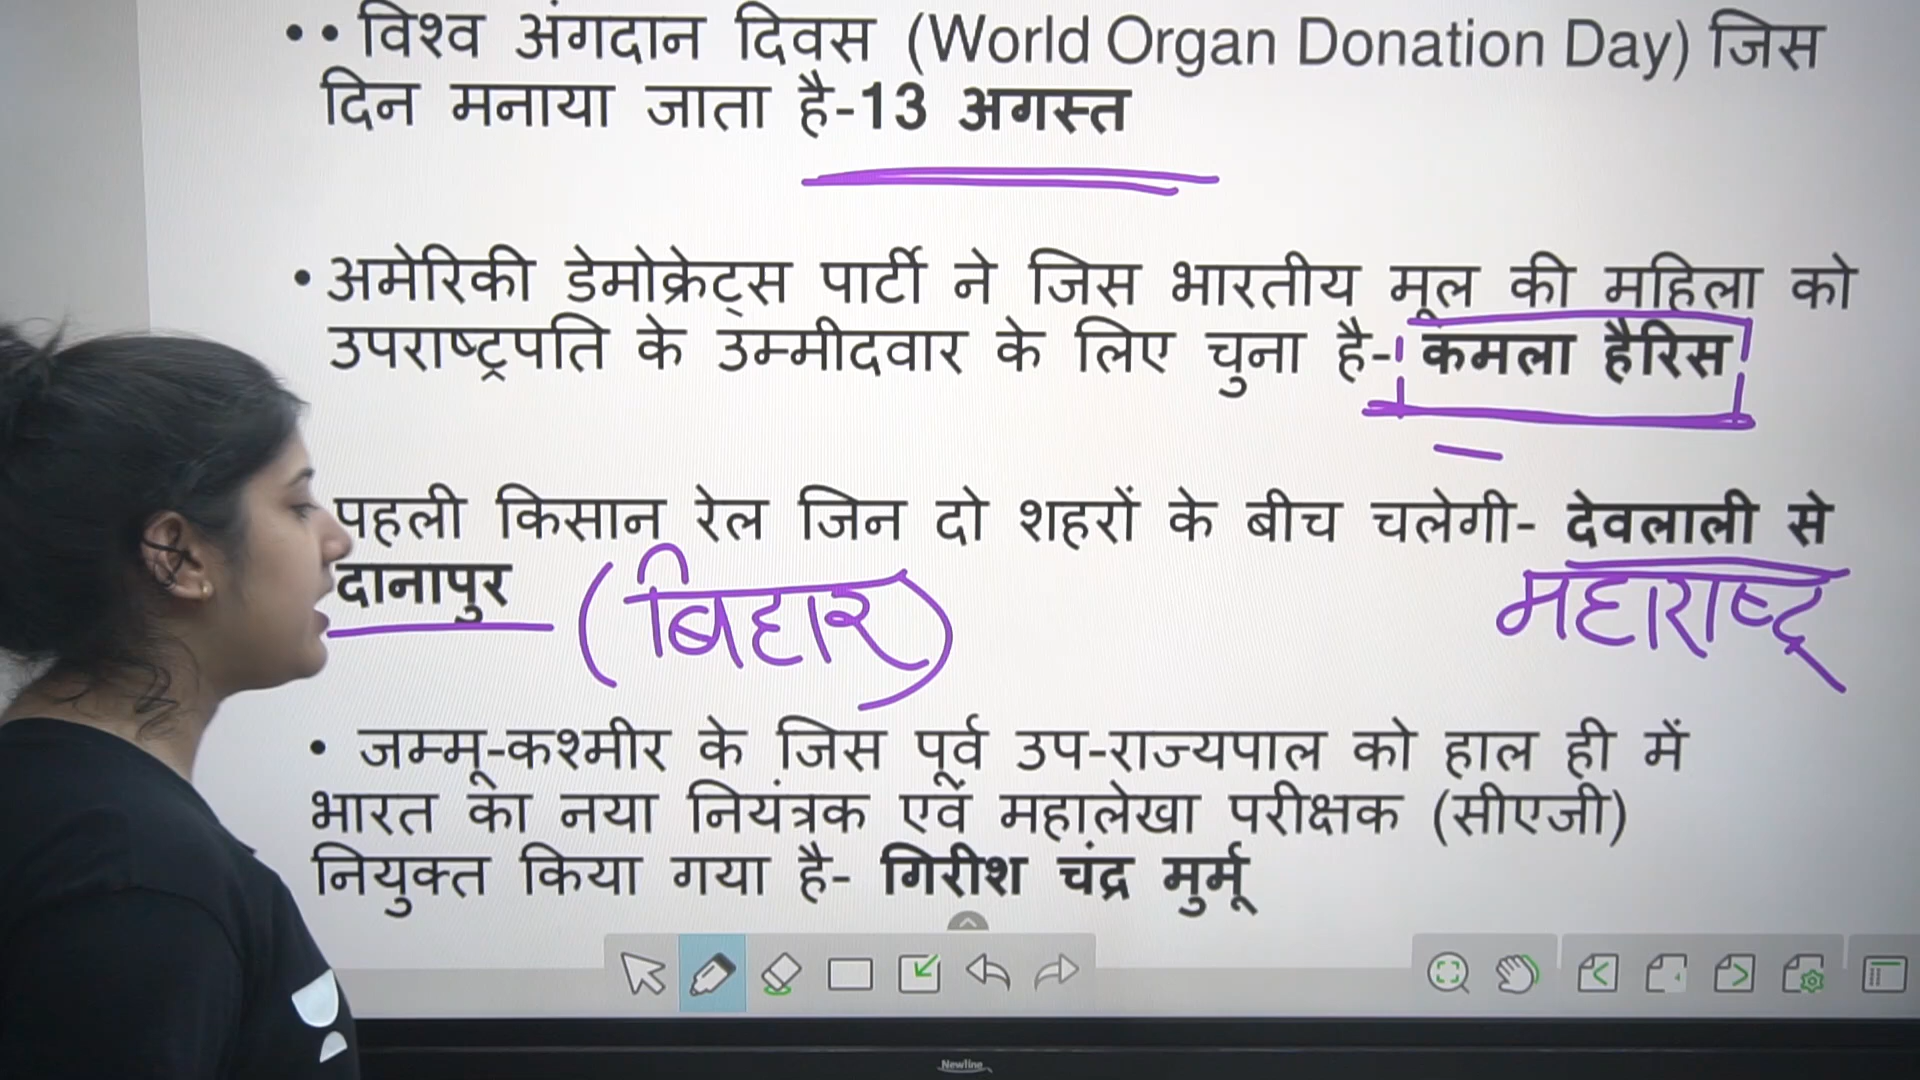 • • विश्व अंगदान दिवस (World Organ Donation Day) जिस
दिन मनाया जाता है-13 अगस्त
• अमेरिकी डेमोक्रेट्स पार्टी ने जिस भारतीय मूल की महिला को
उपराष्ट्रपति के उम्मीदवार के लिए चुना है- कमला हैरिस
पहली किसान रेल जिन दो शहरों के बीच चलेगी- देवलाली से
दानापुर (बिहार) महाराष्ट्र
• जम्मू-कश्मीर के जिस पूर्व उप-राज्यपाल को हाल ही में
भारत का नया नियंत्रक एवं महालेखा परीक्षक (सीएजी)
नियुक्त किया गया है- गिरीश चंद्र मुर्मू
Newline